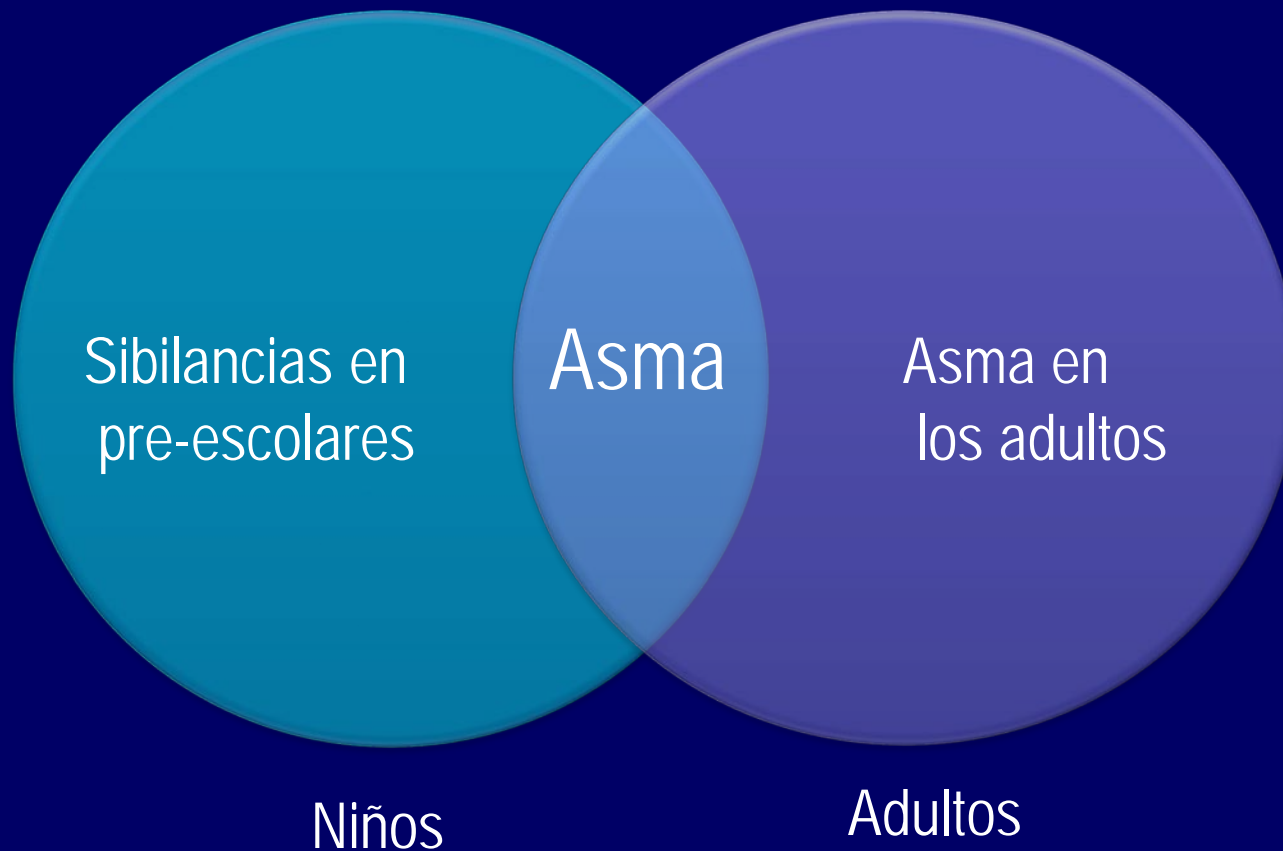 Sibilancias en
pre-escolares
Asma
Asma en
los adultos
Niños
Adultos